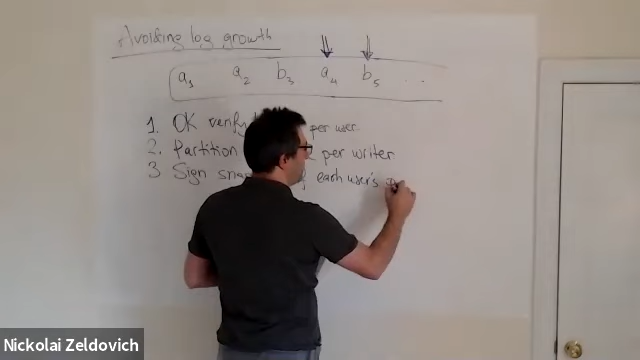 Avoiding log growth
a1 a2 b3 a4 b5 . . .
1. OK verify per user.
2. Partition per writer
3 Sign each user's
Nickolai Zeldovich